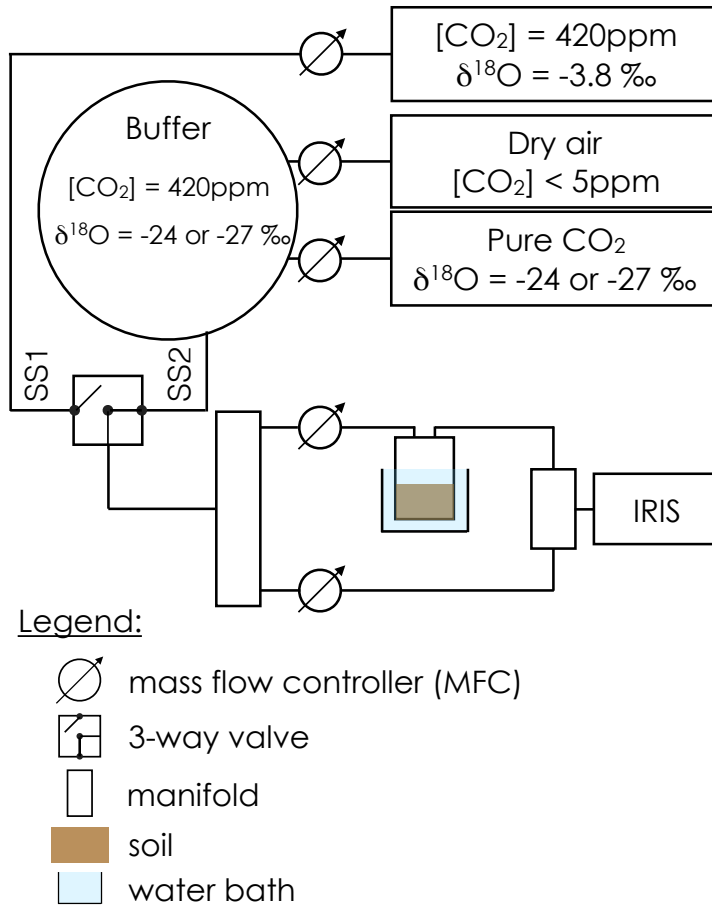 [CO₂] = 420ppm
δ¹⁸O = -3.8 ‰
Buffer
[CO₂] = 420ppm
δ¹⁸O = -24 or -27 ‰
Dry air
[CO₂] < 5ppm
Pure CO₂
δ¹⁸O = -24 or -27 ‰
SS1
SS2
IRIS
Legend:
mass flow controller (MFC)
3-way valve
manifold
soil
water bath